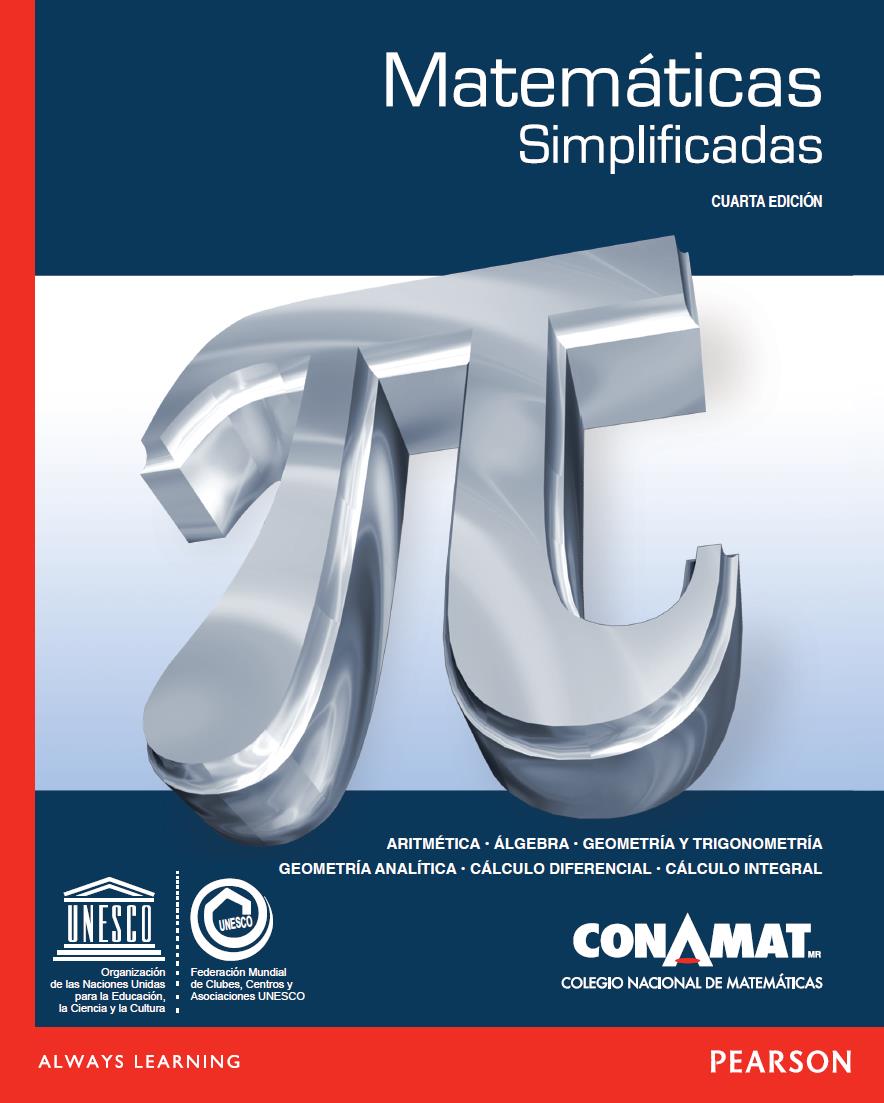 Matemáticas
Simplificadas
CUARTA EDICIÓN
ARITMÉTICA · ÁLGEBRA · GEOMETRÍA Y TRIGONOMETRÍA
GEOMETRÍA ANALÍTICA · CÁLCULO DIFERENCIAL · CÁLCULO INTEGRAL
UNESCO
Organización
de las Naciones Unidas
para la Educación,
la Ciencia y la Cultura
UNESCO
Federación Mundial
de Clubes, Centros y
Asociaciones UNESCO
CONAMAT MR
COLEGIO NACIONAL DE MATEMÁTICAS
ALWAYS LEARNING
PEARSON